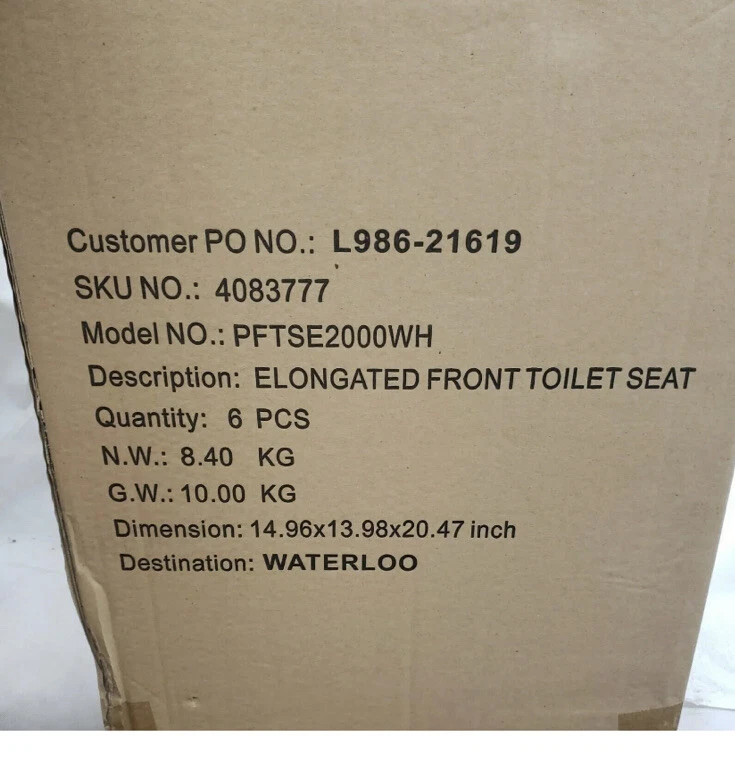 Customer PO NO.: L986-21619
SKU NO.: 4083777
Model NO.: PFTSE2000WH
Description: ELONGATED FRONT TOILET SEAT
Quantity: 6 PCS
N.W.: 8.40 KG
G.W.: 10.00 KG
Dimension: 14.96x13.98x20.47 inch
Destination: WATERLOO